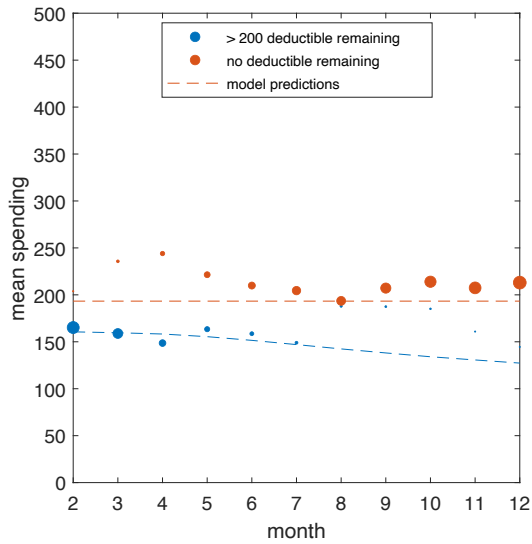 500
450
400
350
300
250
200
150
100
50
0
mean spending
> 200 deductible remaining
no deductible remaining
model predictions
2 3 4 5 6 7 8 9 10 11 12
month